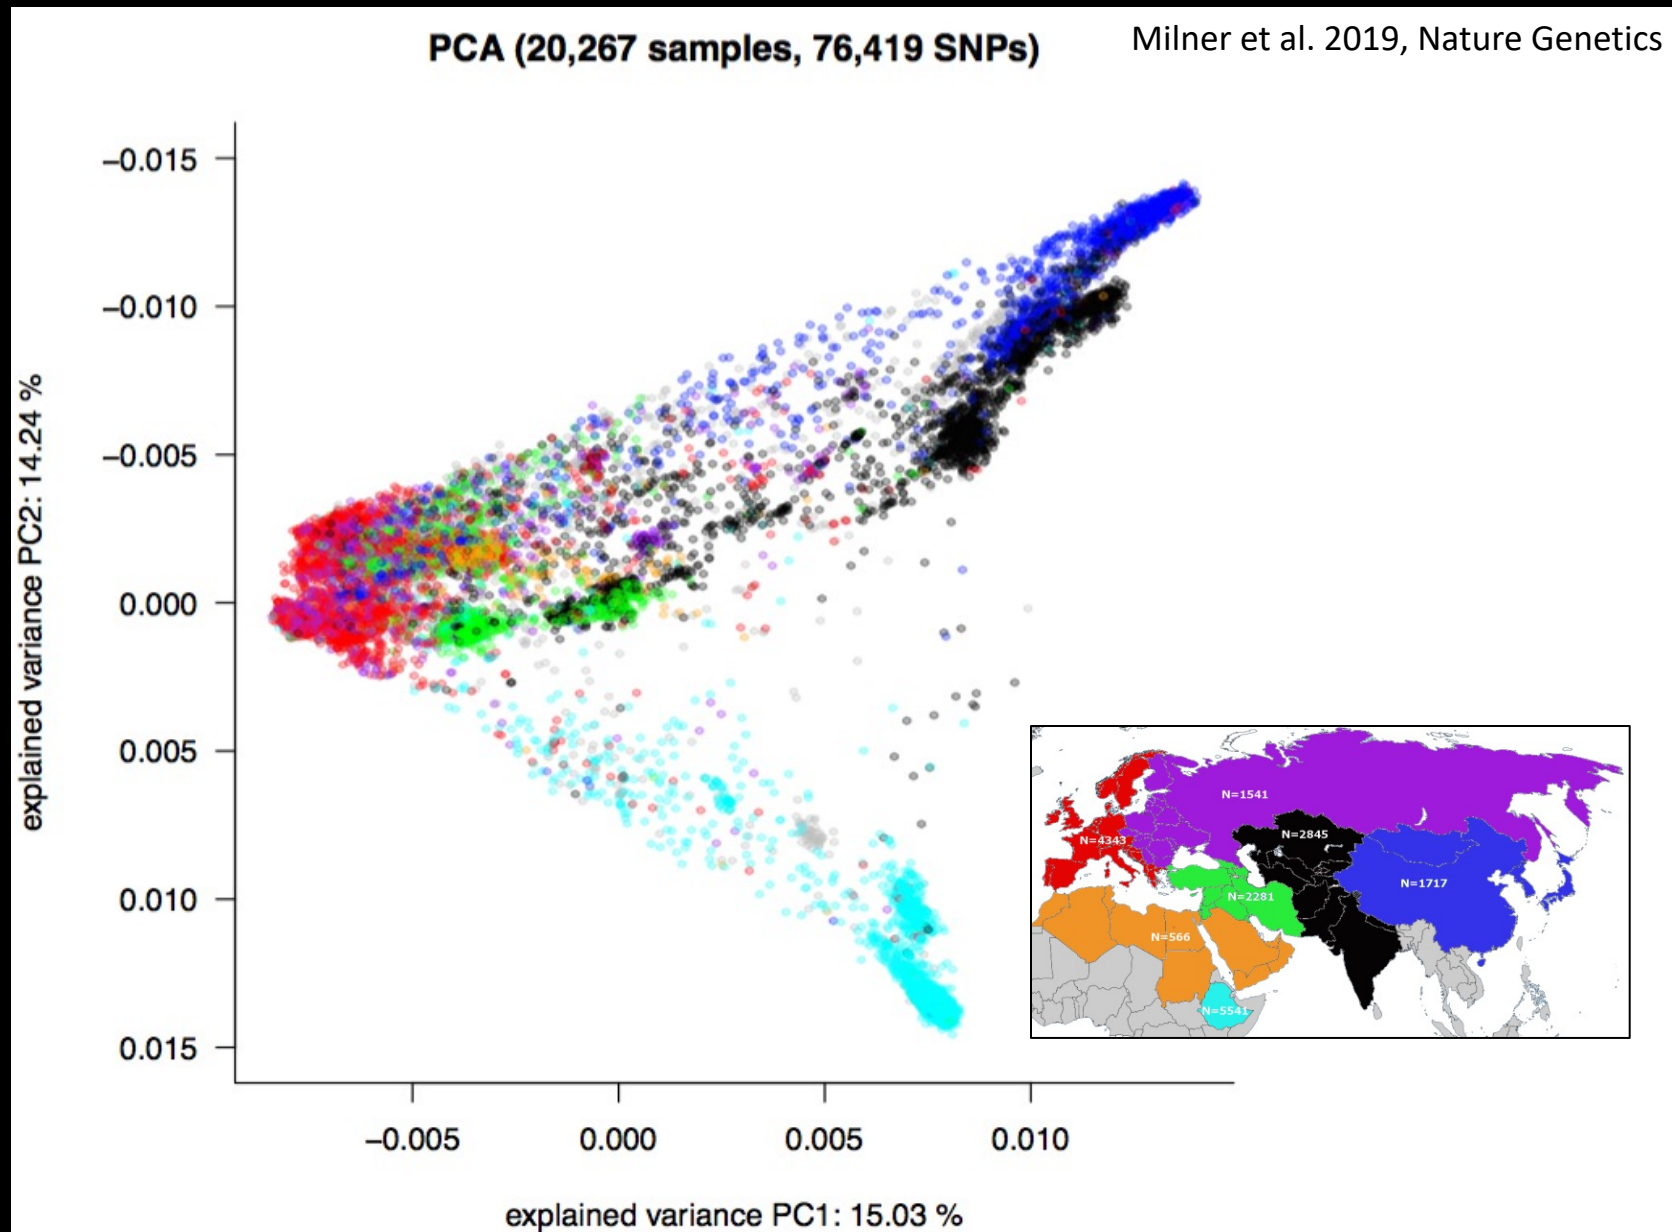 PCA (20,267 samples, 76,419 SNPs)
Milner et al. 2019, Nature Genetics
explained variance PC2: 14.24 %
−0.015
−0.010
−0.005
0.000
0.005
0.010
0.015
N=1541
N=4343
N=2845
N=1717
N=2281
N=566
N=5541
−0.005
0.000
0.005
0.010
explained variance PC1: 15.03 %